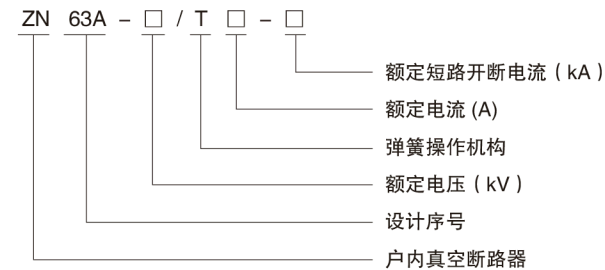 ZN 63A - □ / T □ - □
额定短路开断电流（kA）
额定电流 (A)
弹簧操作机构
额定电压（kV）
设计序号
户内真空断路器